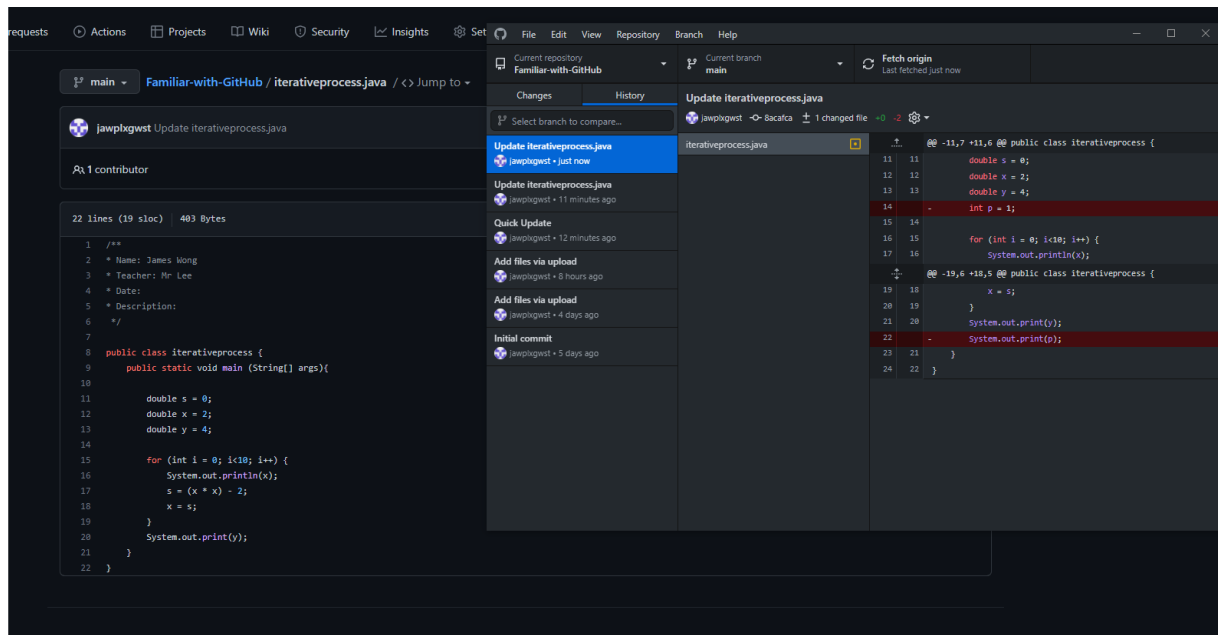 requests Actions Projects Wiki Security Insights Set
main Familiar-with-GitHub / iterativeprocess.java / <> Jump to
jawplxgwst Update iterativeprocess.java
1 contributor
22 lines (19 sloc) 403 Bytes
1 /**
2 * Name: James Wong
3 * Teacher: Mr Lee
4 * Date:
5 * Description:
6 */
7
8 public class iterativeprocess {
9 public static void main (String[] args){
10
11 double s = 0;
12 double x = 2;
13 double y = 4;
14
15 for (int i = 0; i<10; i++) {
16 System.out.println(x);
17 s = (x * x) - 2;
18 x = s;
19 }
20 System.out.print(y);
21 }
22 }
File Edit View Repository Branch Help
Current repository
Familiar-with-GitHub
Current branch
main
Fetch origin
Last fetched just now
Changes History
Select branch to compare...
Update iterativeprocess.java
jawplxgwst • just now
Update iterativeprocess.java
jawplxgwst • 11 minutes ago
Quick Update
jawplxgwst • 12 minutes ago
Add files via upload
jawplxgwst • 8 hours ago
Add files via upload
jawplxgwst • 4 days ago
Initial commit
jawplxgwst • 5 days ago
Update iterativeprocess.java
jawplxgwst 8acafca 1 changed file +0 -2
iterativeprocess.java
@@ -11,7 +11,6 @@ public class iterativeprocess {
11 11 double s = 0;
12 12 double x = 2;
13 13 double y = 4;
14 - int p = 1;
15 14
16 15 for (int i = 0; i<10; i++) {
17 16 System.out.println(x);
@@ -19,6 +18,5 @@ public class iterativeprocess {
19 18 x = s;
20 19 }
21 20 System.out.print(y);
22 - System.out.print(p);
23 21 }
24 22 }